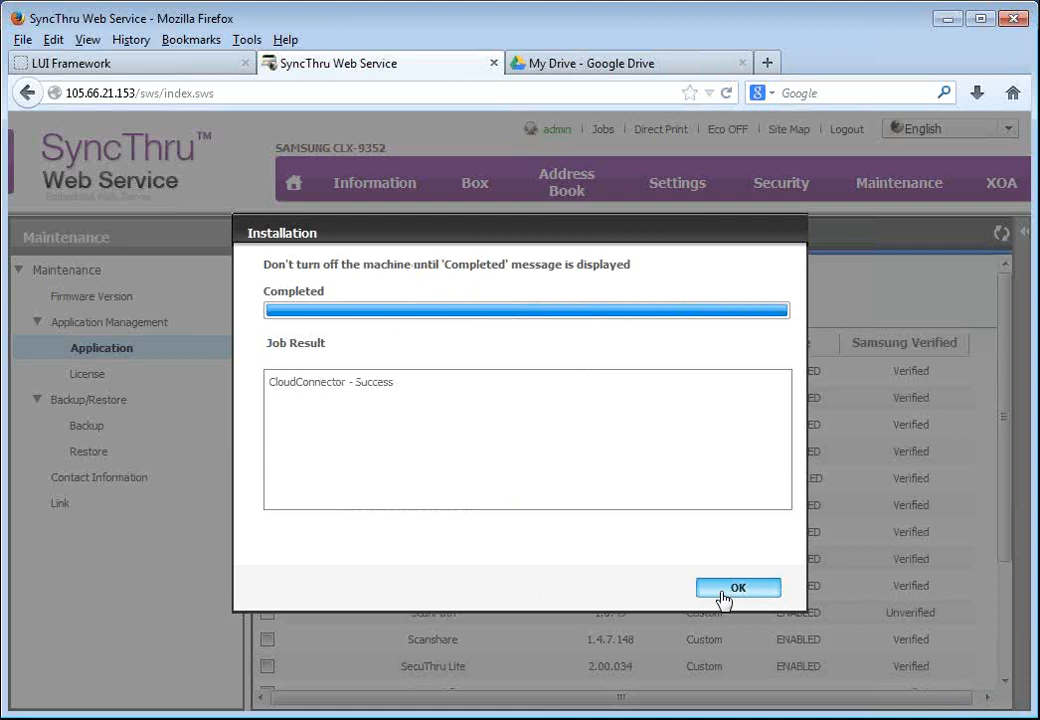 SyncThru Web Service - Mozilla Firefox
File Edit View History Bookmarks Tools Help
LUI Framework
SyncThru Web Service
My Drive - Google Drive
105.66.21.153/sws/index.sws
Google
SyncThru™
Web Service
SAMSUNG CLX-9352
admin | Jobs | Direct Print | Eco OFF | Site Map | Logout
English
Information Box Address Book Settings Security Maintenance XOA
Maintenance
Maintenance
Firmware Version
Application Management
Application
License
Backup/Restore
Backup
Restore
Contact Information
Link
Installation
Don't turn off the machine until 'Completed' message is displayed
Completed
Job Result
CloudConnector - Success
OK
Samsung Verified
Verified
Verified
Verified
Verified
Verified
Verified
Verified
Verified
Verified
Unverified
Scanshare 1.4.7.148 Custom ENABLED Verified
SecuThru Lite 2.00.034 Custom ENABLED Verified